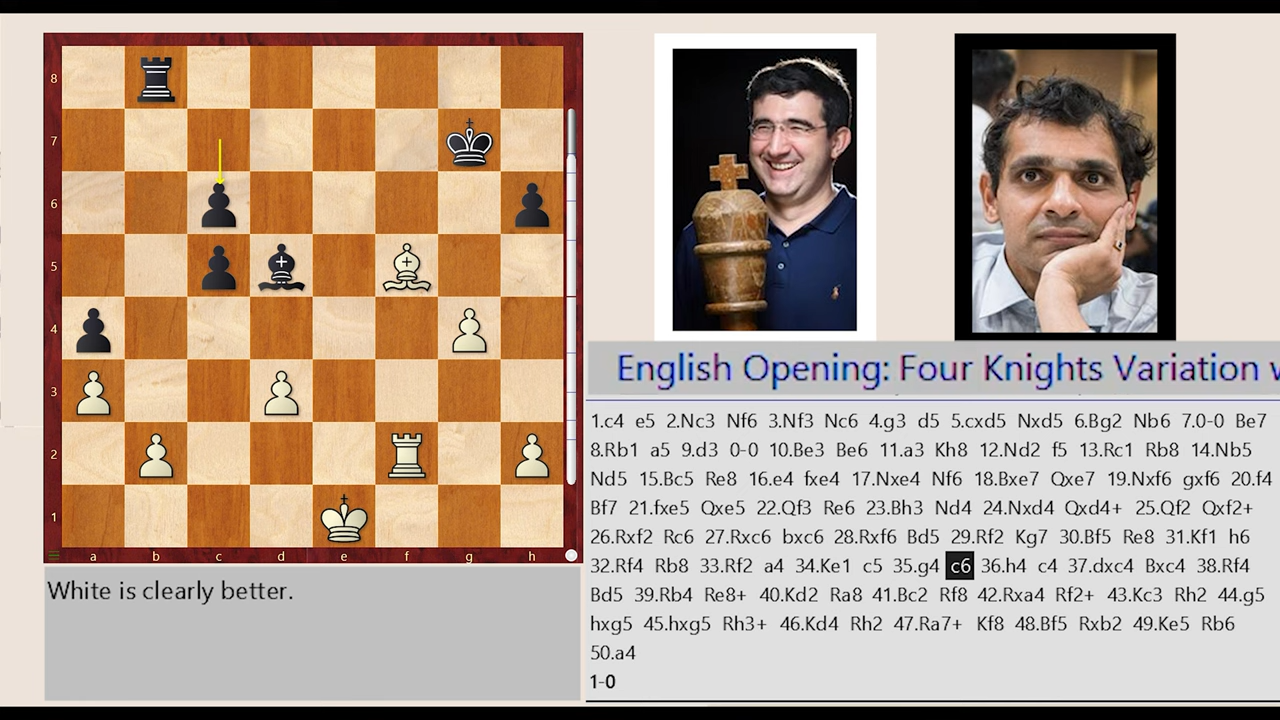 8
7
6
5
4
3
2
1
a b c d e f g h
White is clearly better.
English Opening: Four Knights Variation
1.c4 e5 2.Nc3 Nf6 3.Nf3 Nc6 4.g3 d5 5.cxd5 Nxd5 6.Bg2 Nb6 7.0-0 Be7
8.Rb1 a5 9.d3 0-0 10.Be3 Be6 11.a3 Kh8 12.Nd2 f5 13.Rc1 Rb8 14.Nb5
Nd5 15.Bc5 Re8 16.e4 fxe4 17.Nxe4 Nf6 18.Bxe7 Qxe7 19.Nxf6 gxf6 20.f4
Bf7 21.fxe5 Qxe5 22.Qf3 Re6 23.Bh3 Nd4 24.Nxd4 Qxd4+ 25.Qf2 Qxf2+
26.Rxf2 Rc6 27.Rxc6 bxc6 28.Rxf6 Bd5 29.Rf2 Kg7 30.Bf5 Re8 31.Kf1 h6
32.Rf4 Rb8 33.Rf2 a4 34.Ke1 c5 35.g4 c6 36.h4 c4 37.dxc4 Bxc4 38.Rf4
Bd5 39.Rb4 Re8+ 40.Kd2 Ra8 41.Bc2 Rf8 42.Rxa4 Rf2+ 43.Kc3 Rh2 44.g5
hxg5 45.hxg5 Rh3+ 46.Kd4 Rh2 47.Ra7+ Kf8 48.Bf5 Rxb2 49.Ke5 Rb6
50.a4
1-0